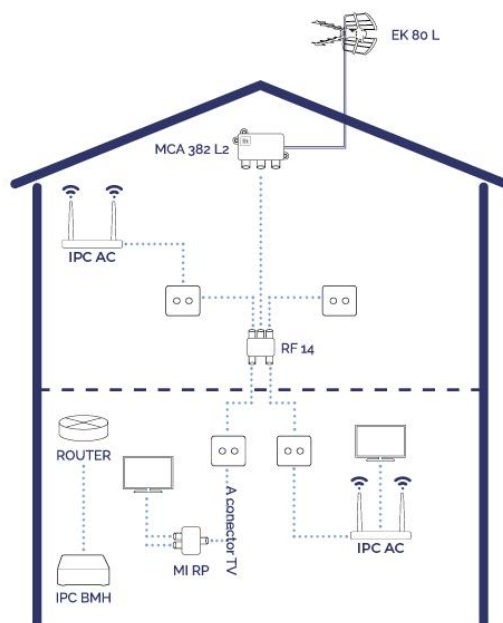 EK 80 L
MCA 382 L2
IPC AC
RF 14
ROUTER
A conector TV
IPC AC
MI RP
IPC BMH